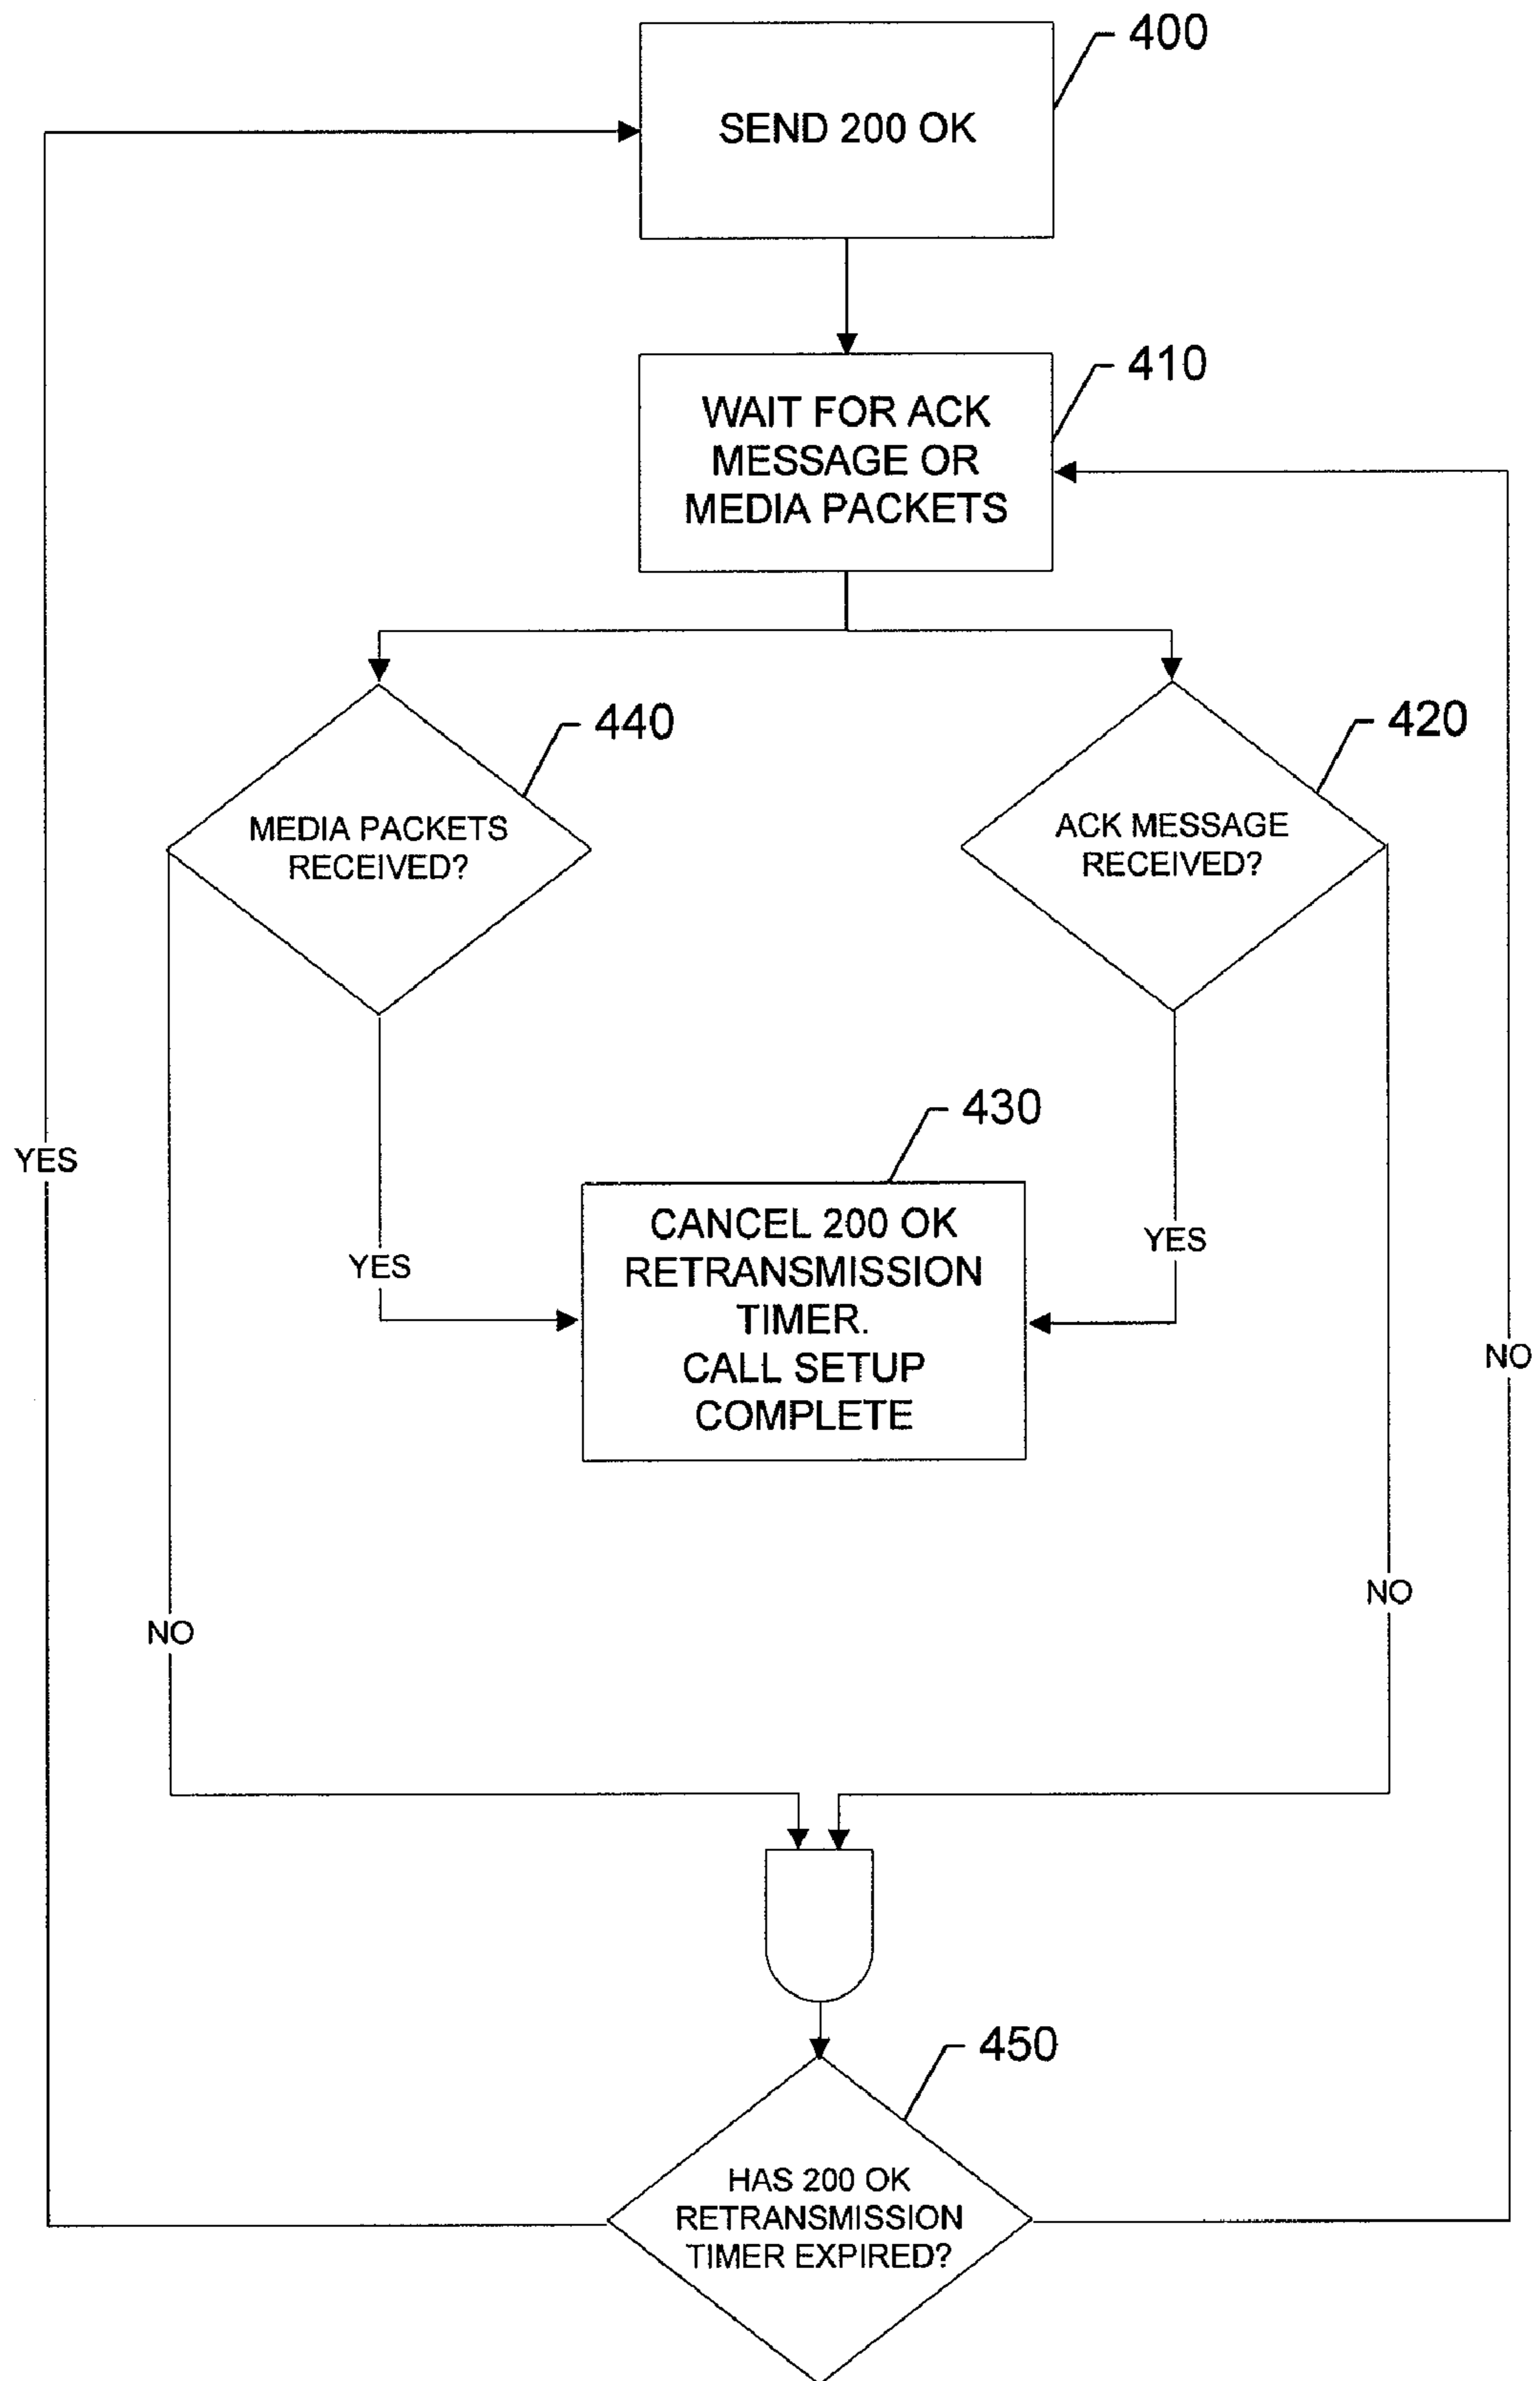 400
SEND 200 OK
410
WAIT FOR ACK
MESSAGE OR
MEDIA PACKETS
440
420
MEDIA PACKETS
RECEIVED?
ACK MESSAGE
RECEIVED?
430
YES
CANCEL 200 OK
RETRANSMISSION
TIMER.
CALL SETUP
COMPLETE
YES
YES
NO
NO
NO
450
HAS 200 OK
RETRANSMISSION
TIMER EXPIRED?